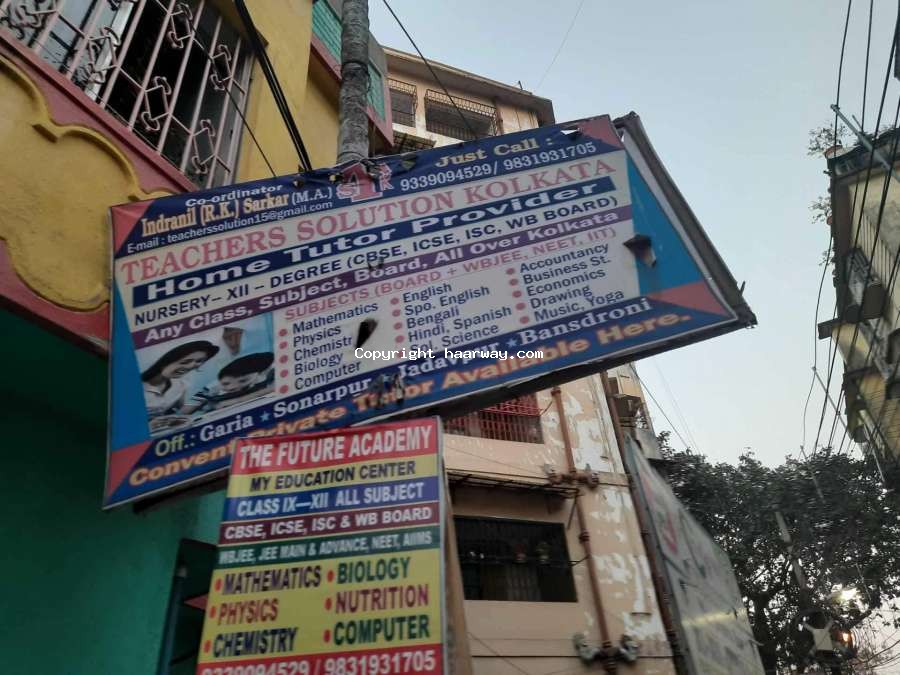 Co-ordinator
Indranil (R.K.) Sarkar (M.A.)
E-mail : teacherssolution15@gmail.com
Just Call :
9339094529/ 9831931705
TEACHERS SOLUTION KOLKATA
Home Tutor Provider
NURSERY– XII – DEGREE (CBSE, ICSE, ISC, WB BOARD)
Any Class, Subject, Board, All Over Kolkata
SUBJECTS (BOARD + WBJEE, NEET, IIT)
• Mathematics
• Physics
• Chemistr
• Biology
• Computer
• English
• Spo. English
• Bengali
• Hindi, Spanish
• Pol. Science
• Accountancy
• Business St.
• Economics
• Drawing
• Music, Yoga
Off.: Garia ★ Sonarpur ★ Jadavpur ★ Bansdroni
Convent Private Tutor Available Here.
Copyright haarway.com
THE FUTURE ACADEMY
MY EDUCATION CENTER
CLASS IX—XII ALL SUBJECT
CBSE, ICSE, ISC & WB BOARD
WBJEE, JEE MAIN & ADVANCE, NEET, AIIMS
• MATHEMATICS
• PHYSICS
• CHEMISTRY
• BIOLOGY
• NUTRITION
• COMPUTER
9339094529 / 9831931705